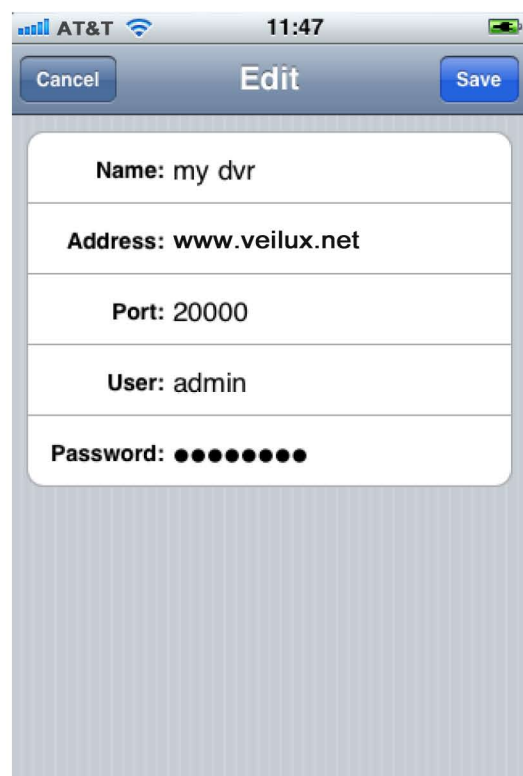 AT&T 11:47
Cancel Edit Save
Name: my dvr
Address: www.veilux.net
Port: 20000
User: admin
Password: ●●●●●●●●